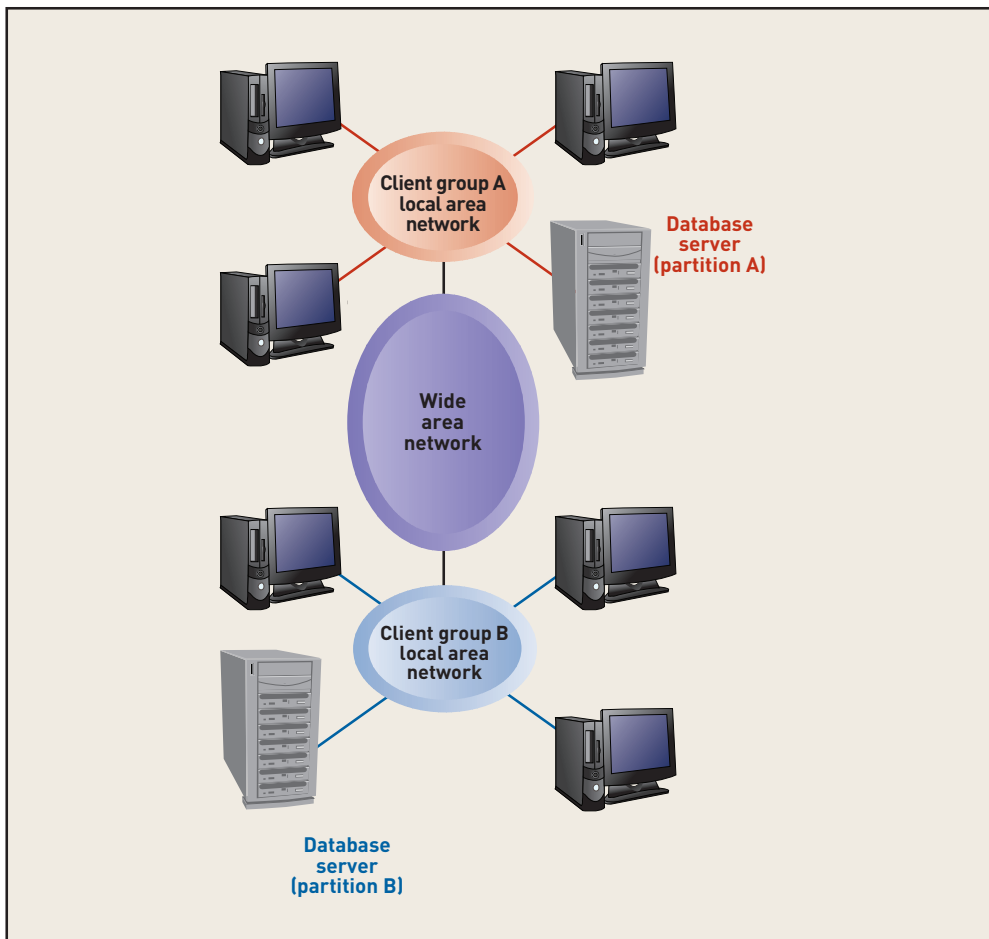 Client group A
local area
network
Database
server
(partition A)
Wide
area
network
Client group B
local area
network
Database
server
(partition B)